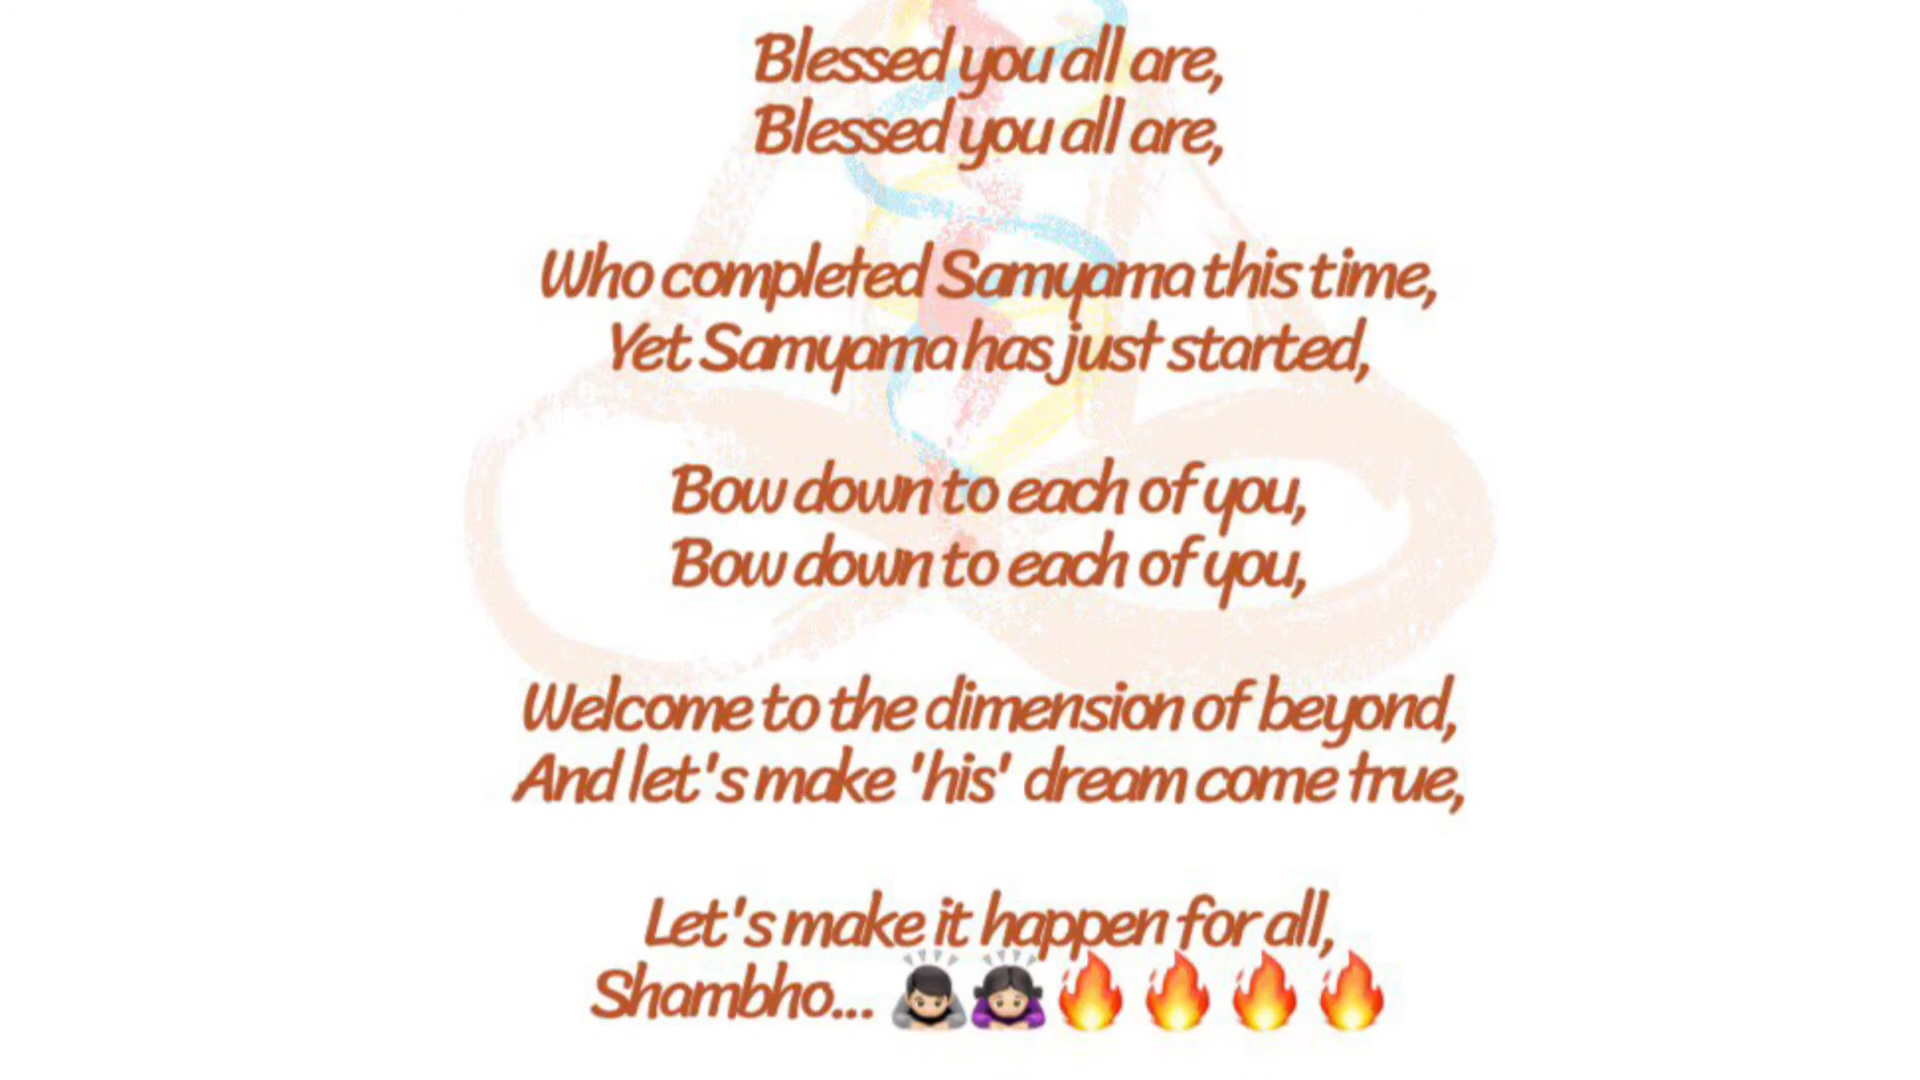 Blessed you all are,
Blessed you all are,
Who completed Samyama this time,
Yet Samyama has just started,
Bow down to each of you,
Bow down to each of you,
Welcome to the dimension of beyond,
And let's make 'his' dream come true,
Let's make it happen for all,
Shambho... 🙇🏻‍♂️🙇🏻‍♀️🔥🔥🔥🔥